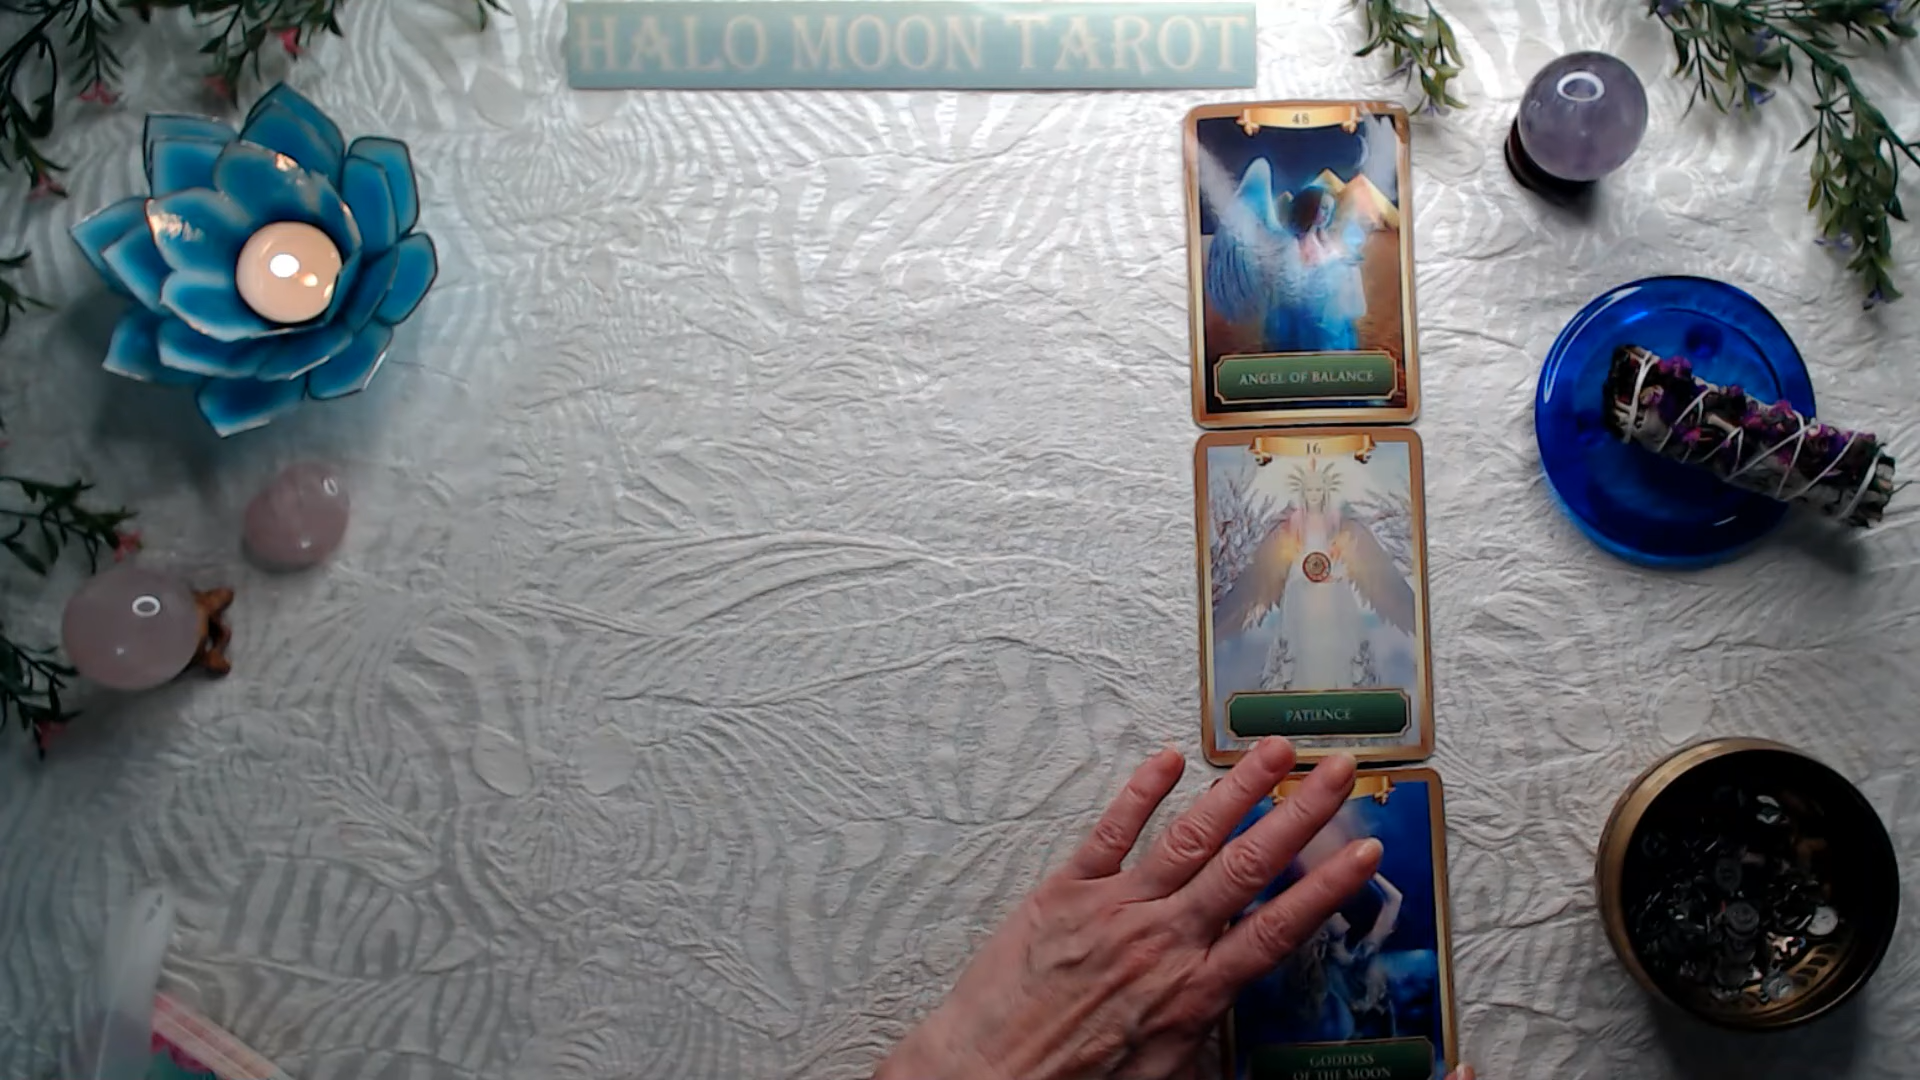 HALO MOON TAROT
48
ANGEL OF BALANCE
16
PATIENCE
GODDESS
OF THE MOON